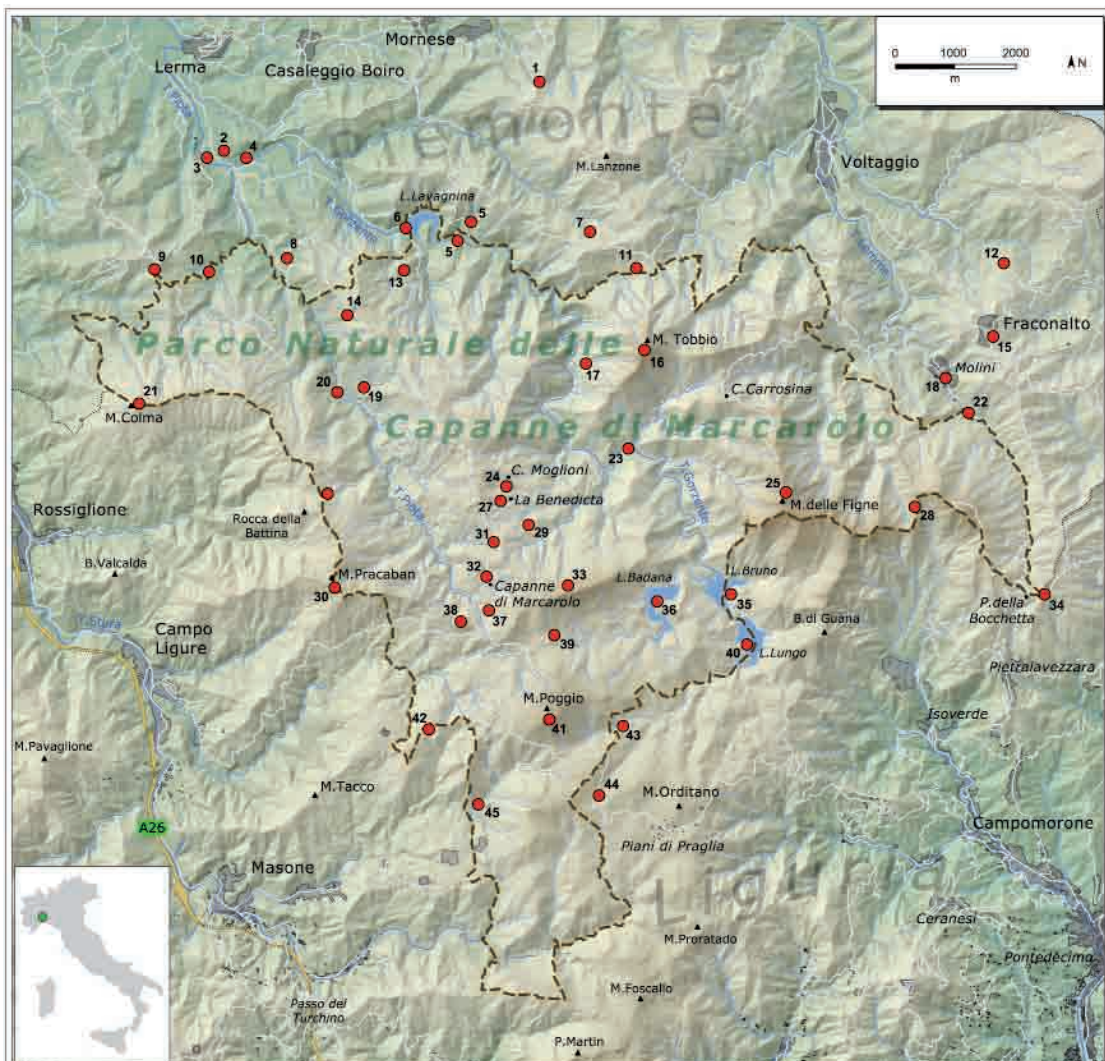 Mornese
Lerma
Casaleggio Boiro
0 1000 2000
m
N
1
Piemonte
T.Piota
2
3
4
M.Lanzone
Voltaggio
L.Lavagnina
T.Gorzente
6
5
5
7
8
9
10
11
12
13
14
Fraconalto
15
Parco Naturale delle
M. Tobbio
16
17
Molini
18
20
19
C.Carrosina
21
M.Colma
22
Capanne di Marcarolo
23
T.Gorzente
T.Piota
C. Moglioni
24
La Benedicta
27
25
M.delle Figne
28
Rossiglione
Rocca della
Battina
29
31
B.Valcalda
M.Pracaban
30
32
Capanne
di Marcarolo
33
L.Badana
L.Bruno
36
35
34
P.della
Bocchetta
T.Stura
Campo
Ligure
38
37
39
B.di Guana
40
L.Lungo
Pietralavezzara
M.Poggio
41
42
43
Isoverde
M.Pavaglione
M.Tacco
45
44
M.Orditano
Piani di Praglia
Campomorone
A26
Masone
Liguria
Ceranesi
M.Proratado
Pontedecimo
Passo del
Turchino
M.Foscallo
P.Martin